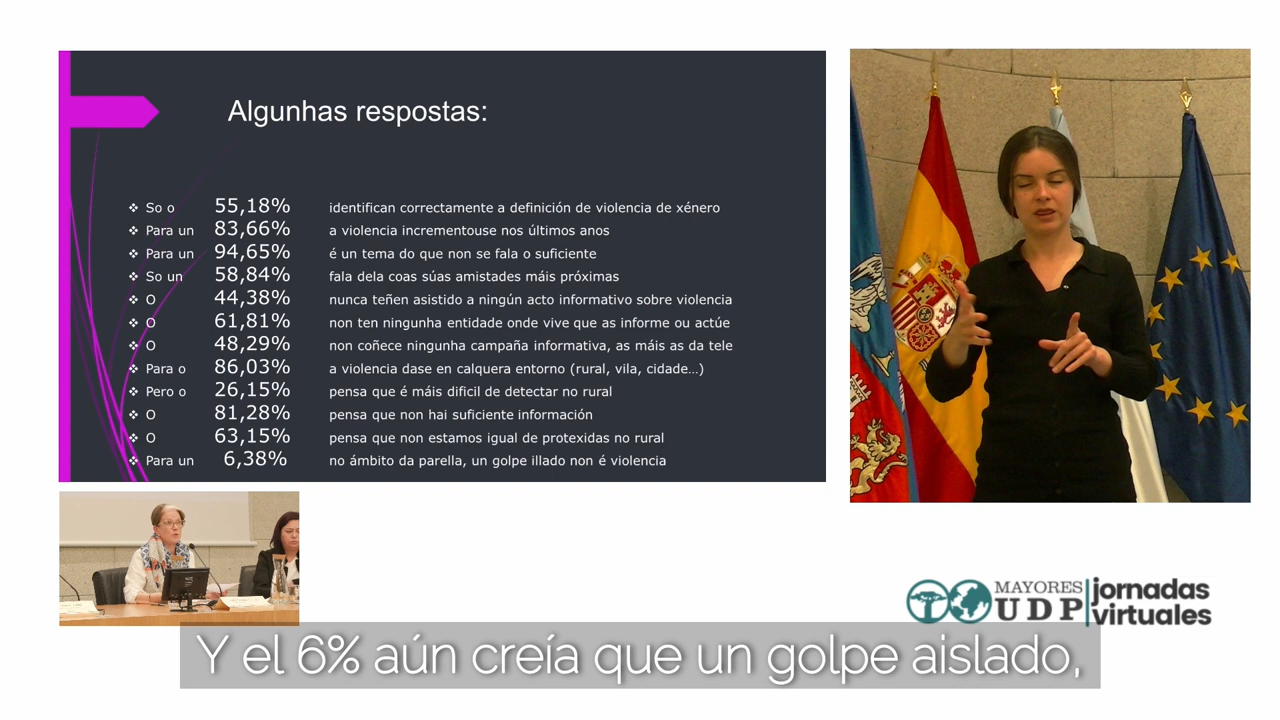 Algunhas respostas:
❖ So o 55,18% identifican correctamente a definición de violencia de xénero
❖ Para un 83,66% a violencia incrementouse nos últimos anos
❖ Para un 94,65% é un tema do que non se fala o suficiente
❖ So un 58,84% fala dela coas súas amistades máis próximas
❖ O 44,38% nunca teñen asistido a ningún acto informativo sobre violencia
❖ O 61,81% non ten ningunha entidade onde vive que as informe ou actúe
❖ O 48,29% non coñece ningunha campaña informativa, as máis as da tele
❖ Para o 86,03% a violencia dase en calquera entorno (rural, vila, cidade…)
❖ Pero o 26,15% pensa que é máis dificil de detectar no rural
❖ O 81,28% pensa que non hai suficiente información
❖ O 63,15% pensa que non estamos igual de protexidas no rural
❖ Para un 6,38% no ámbito da parella, un golpe illado non é violencia
MAYORES
UDP
jornadas
virtuales
Y el 6% aún creía que un golpe aislado,